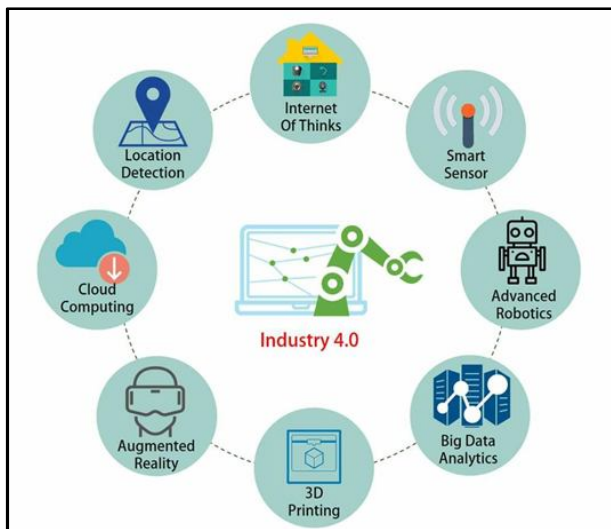 Internet
Of Thinks
Smart
Sensor
Advanced
Robotics
Big Data
Analytics
3D
Printing
Augmented
Reality
Cloud
Computing
Location
Detection
Industry 4.0